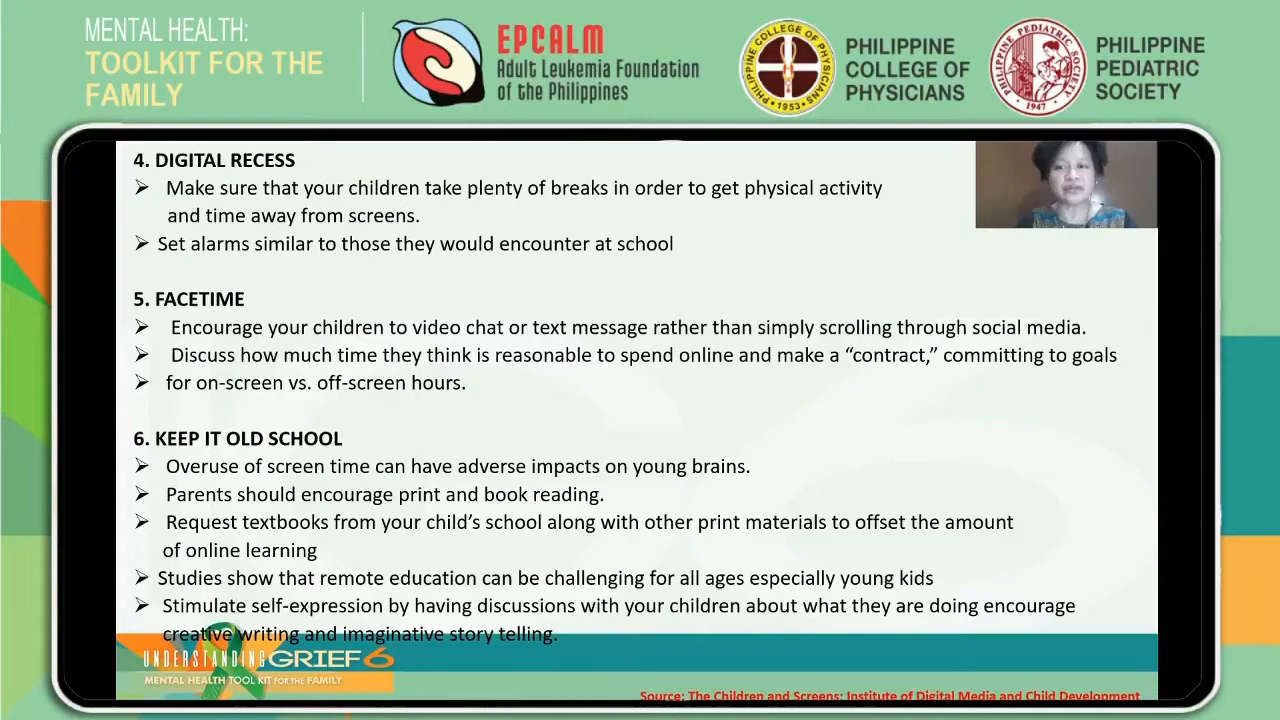 MENTAL HEALTH:
TOOLKIT FOR THE
FAMILY
EPCALM
Adult Leukemia Foundation
of the Philippines
PHILIPPINE COLLEGE OF PHYSICIANS
• 1953 •
PHILIPPINE
COLLEGE OF
PHYSICIANS
PHILIPPINE PEDIATRIC SOCIETY
• 1947 •
PHILIPPINE
PEDIATRIC
SOCIETY
4. DIGITAL RECESS
➢ Make sure that your children take plenty of breaks in order to get physical activity
and time away from screens.
➢ Set alarms similar to those they would encounter at school
5. FACETIME
➢ Encourage your children to video chat or text message rather than simply scrolling through social media.
➢ Discuss how much time they think is reasonable to spend online and make a “contract,” committing to goals
➢ for on-screen vs. off-screen hours.
6. KEEP IT OLD SCHOOL
➢ Overuse of screen time can have adverse impacts on young brains.
➢ Parents should encourage print and book reading.
➢ Request textbooks from your child’s school along with other print materials to offset the amount
of online learning
➢ Studies show that remote education can be challenging for all ages especially young kids
➢ Stimulate self-expression by having discussions with your children about what they are doing encourage
creative writing and imaginative story telling.
UNDERSTANDING GRIEF 6
MENTAL HEALTH TOOL KIT FOR THE FAMILY
Source: The Children and Screens: Institute of Digital Media and Child Development